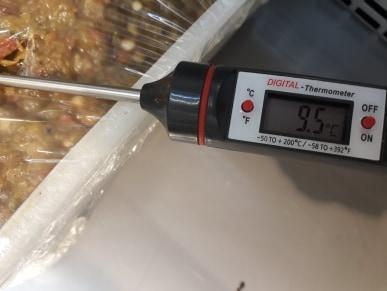 DIGITAL - Thermometer
°C
OFF
9.5°C
°F
ON
-50 TO + 200°C / -58 TO +392°F